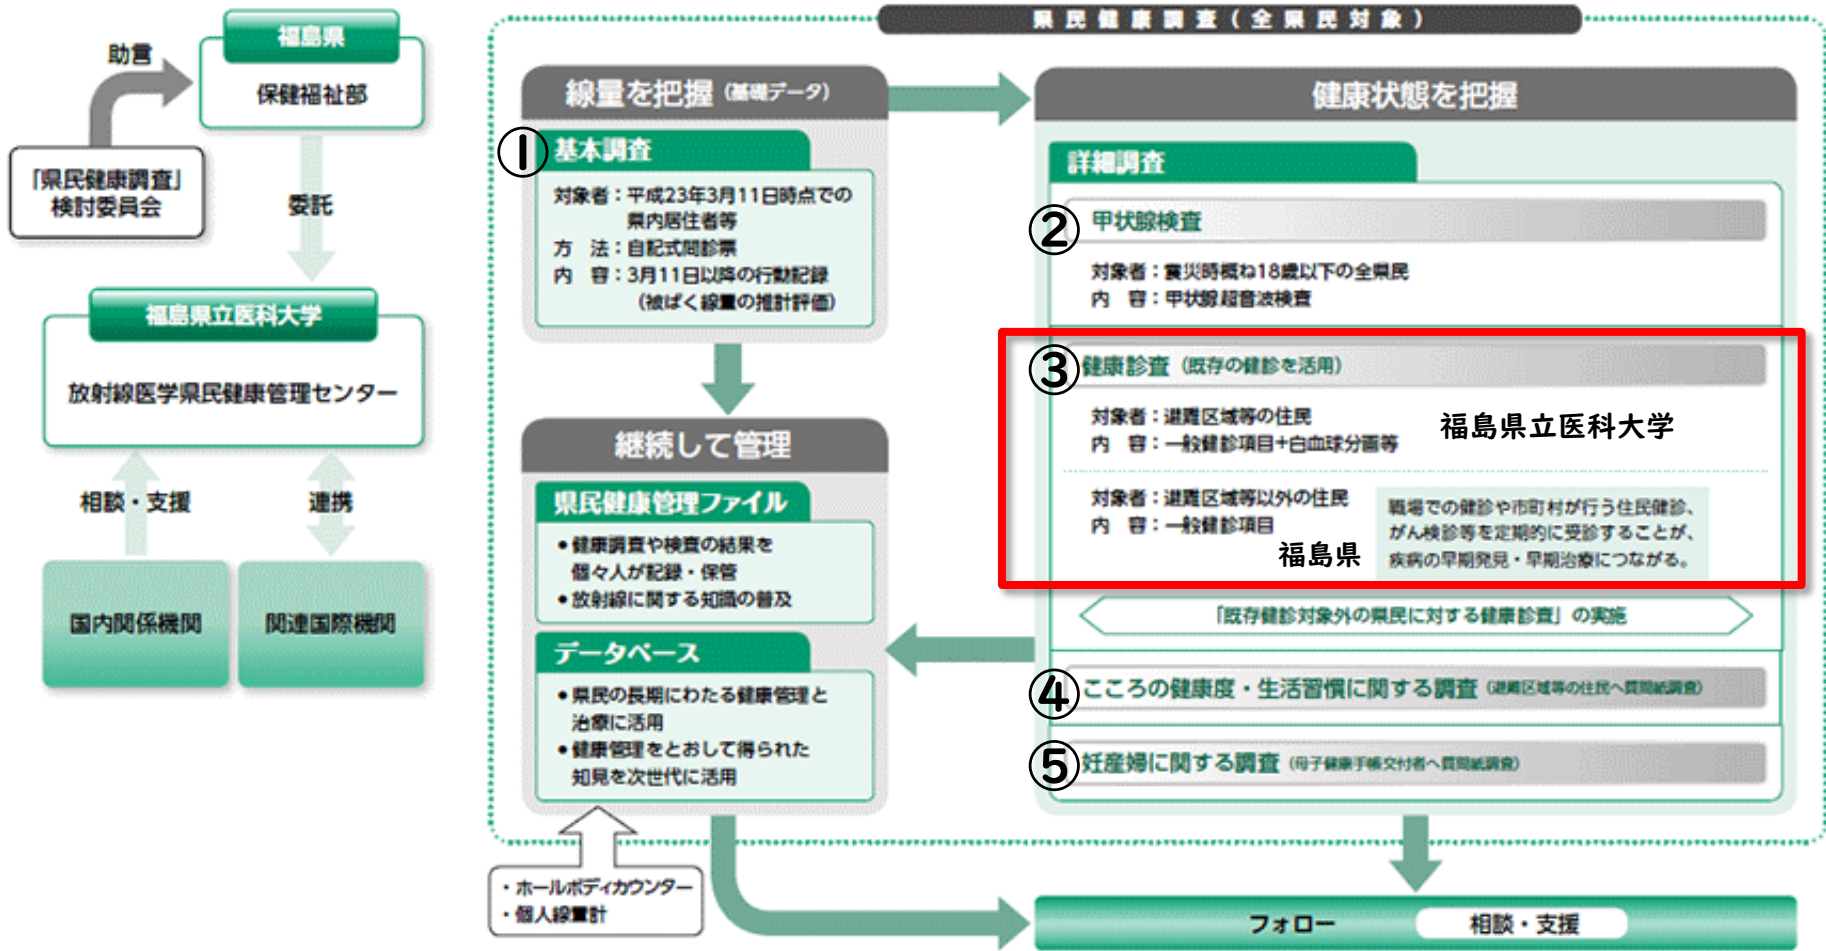 福島県
保健福祉部
助言
「県民健康調査」
検討委員会
委託
福島県立医科大学
放射線医学県民健康管理センター
相談・支援
連携
国内関係機関
関連国際機関
県民健康調査(全県民対象)
線量を把握(基礎データ)
① 基本調査
対象者:平成23年3月11日時点での
県内居住者等
方 法:自記式問診票
内 容:3月11日以降の行動記録
(被ばく線量の推計評価)
継続して管理
県民健康管理ファイル
●健康調査や検査の結果を
個々人が記録・保管
●放射線に関する知識の普及
データベース
●県民の長期にわたる健康管理と
治療に活用
●健康管理をとおして得られた
知見を次世代に活用
・ホールボディカウンター
・個人線量計
健康状態を把握
詳細調査
② 甲状腺検査
対象者:震災時概ね18歳以下の全県民
内 容:甲状腺超音波検査
③ 健康診査(既存の健診を活用)
対象者:避難区域等の住民
内 容:一般健診項目+白血球分画等
福島県立医科大学
対象者:避難区域等以外の住民
内 容:一般健診項目
福島県
職場での健診や市町村が行う住民健診、
がん検診等を定期的に受診することが、
疾病の早期発見・早期治療につながる。
「既存健診対象外の県民に対する健康診査」の実施
④ こころの健康度・生活習慣に関する調査(避難区域等の住民へ質問紙調査)
⑤ 妊産婦に関する調査(母子健康手帳交付者へ質問紙調査)
フォロー 相談・支援